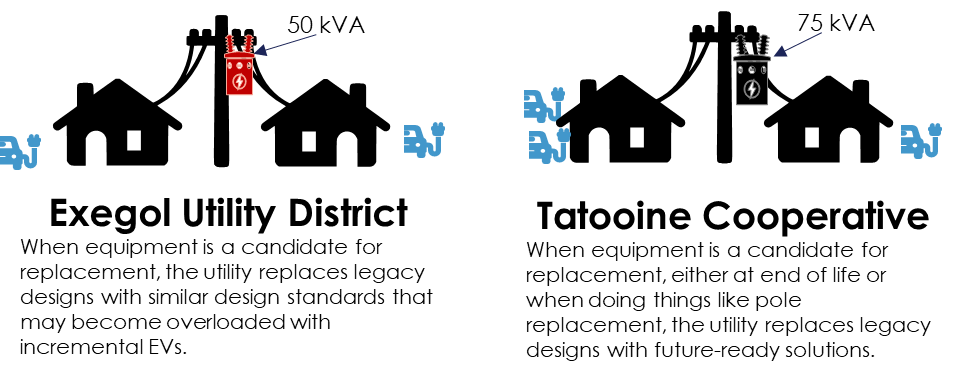 50 kVA
Exegol Utility District
When equipment is a candidate for
replacement, the utility replaces legacy
designs with similar design standards that
may become overloaded with
incremental EVs.
75 kVA
Tatooine Cooperative
When equipment is a candidate for
replacement, either at end of life or
when doing things like pole
replacement, the utility replaces legacy
designs with future-ready solutions.